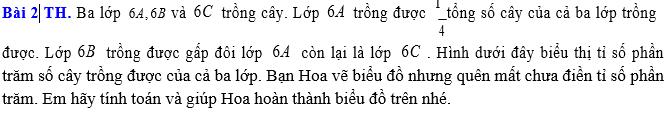 Bài 2 TH. Ba lớp 6A, 6B và 6C trồng cây. Lớp 6A trồng được 1/4 tổng số cây của cả ba lớp trồng
được. Lớp 6B trồng được gấp đôi lớp 6A còn lại là lớp 6C. Hình dưới đây biểu thị tỉ số phần
trăm số cây trồng được của cả ba lớp. Bạn Hoa vẽ biểu đồ nhưng quên mất chưa điền tỉ số phần
trăm. Em hãy tính toán và giúp Hoa hoàn thành biểu đồ trên nhé.